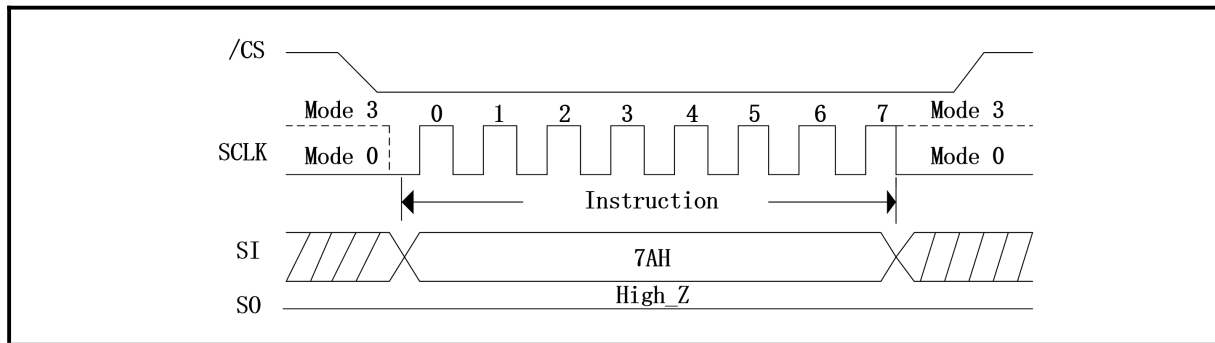 /CS
Mode 3 0 1 2 3 4 5 6 7 Mode 3
SCLK Mode 0 Mode 0
Instruction
SI 7AH
High_Z
SO